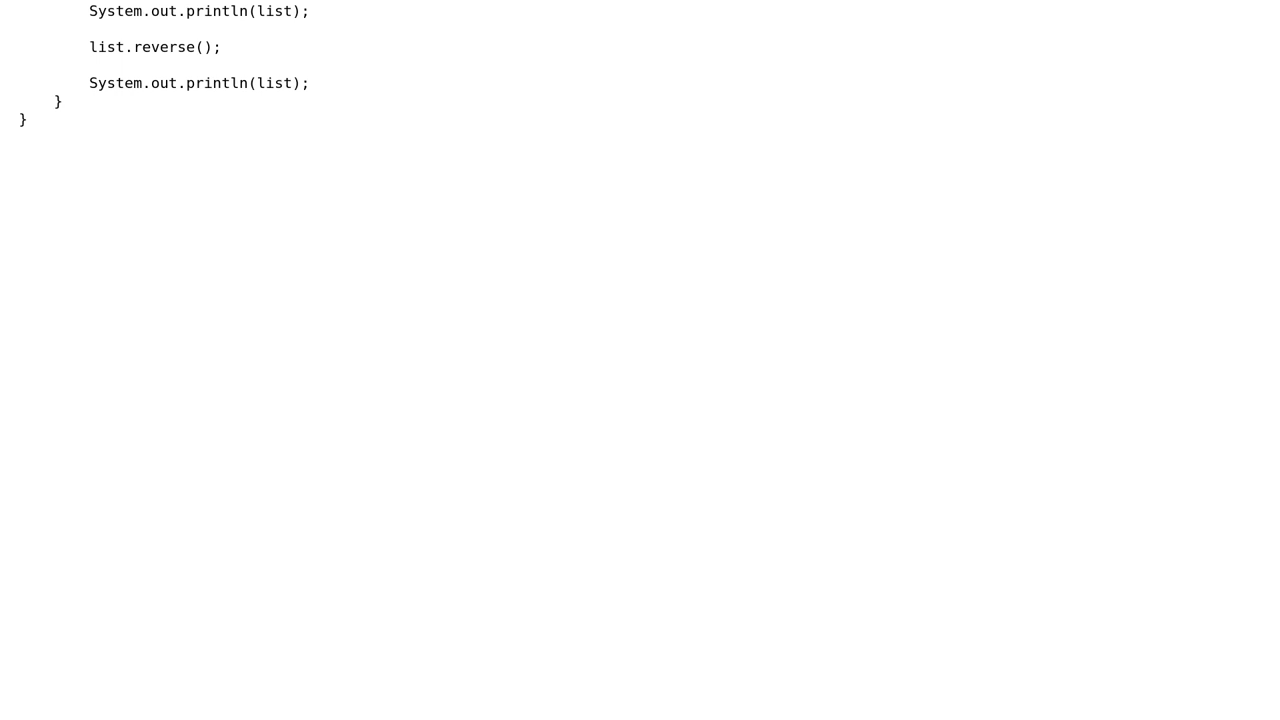 System.out.println(list);

        list.reverse();

        System.out.println(list);
    }
}